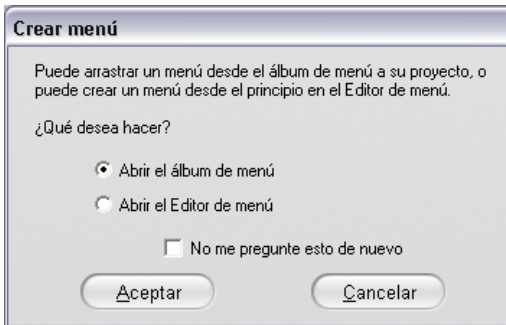 Crear menú
Puede arrastrar un menú desde el álbum de menú a su proyecto, o
puede crear un menú desde el principio en el Editor de menú.
¿Qué desea hacer?
Abrir el álbum de menú
Abrir el Editor de menú
No me pregunte esto de nuevo
Aceptar Cancelar